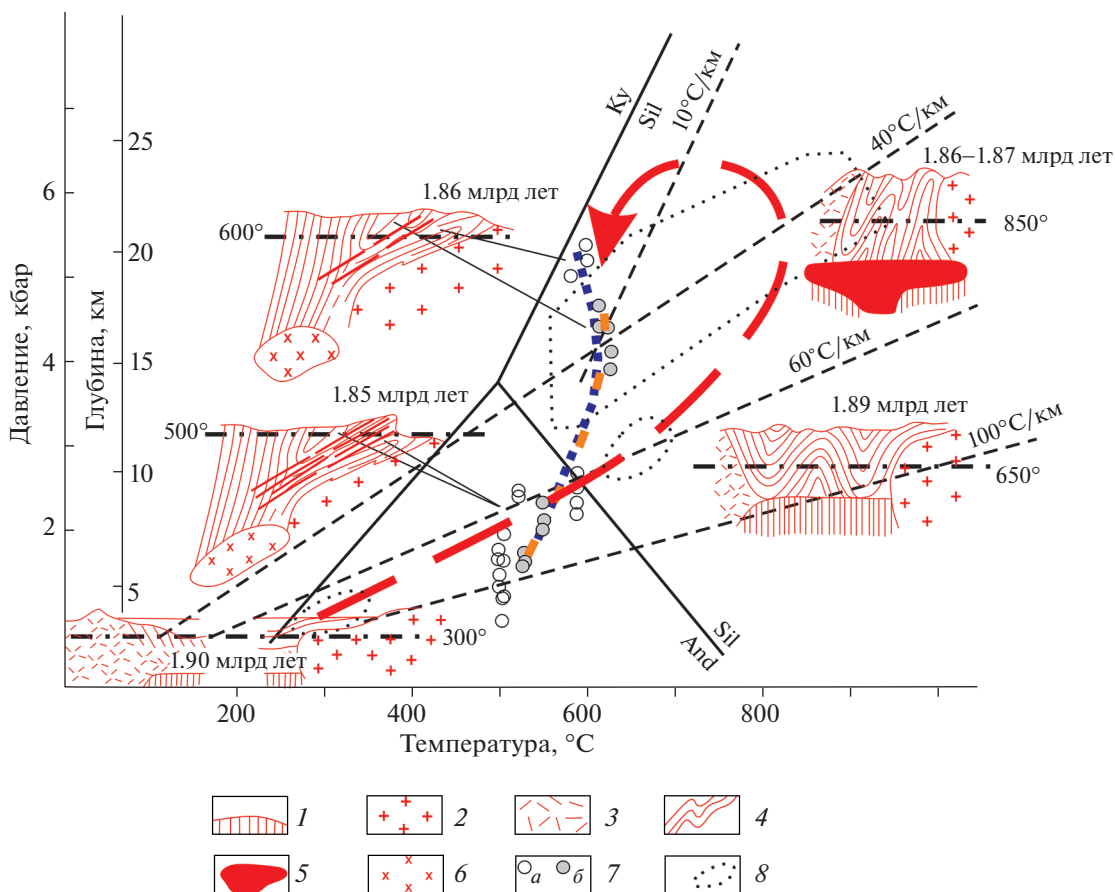 Давление, кбар
Глубина, км
6
4
2
25
20
15
10
5
Ky
Sil
10°C/км
40°C/км
1.86–1.87 млрд лет
850°
1.86 млрд лет
600°
60°C/км
1.85 млрд лет
500°
1.89 млрд лет
100°C/км
650°
Sil
And
300°
1.90 млрд лет
200
400
600
800
Температура, °C
1
2
3
4
5
6
а
б
7
8